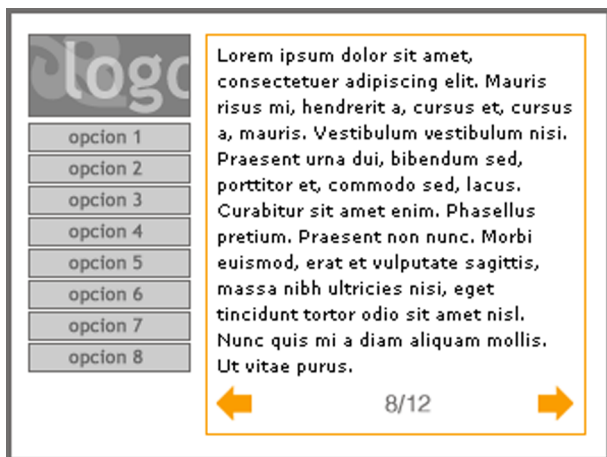 logo
opcion 1
opcion 2
opcion 3
opcion 4
opcion 5
opcion 6
opcion 7
opcion 8
Lorem ipsum dolor sit amet,
consectetuer adipiscing elit. Mauris
risus mi, hendrerit a, cursus et, cursus
a, mauris. Vestibulum vestibulum nisi.
Praesent urna dui, bibendum sed,
porttitor et, commodo sed, lacus.
Curabitur sit amet enim. Phasellus
pretium. Praesent non nunc. Morbi
euismod, erat et vulputate sagittis,
massa nibh ultricies nisi, eget
tincidunt tortor odio sit amet nisl.
Nunc quis mi a diam aliquam mollis.
Ut vitae purus.
8/12